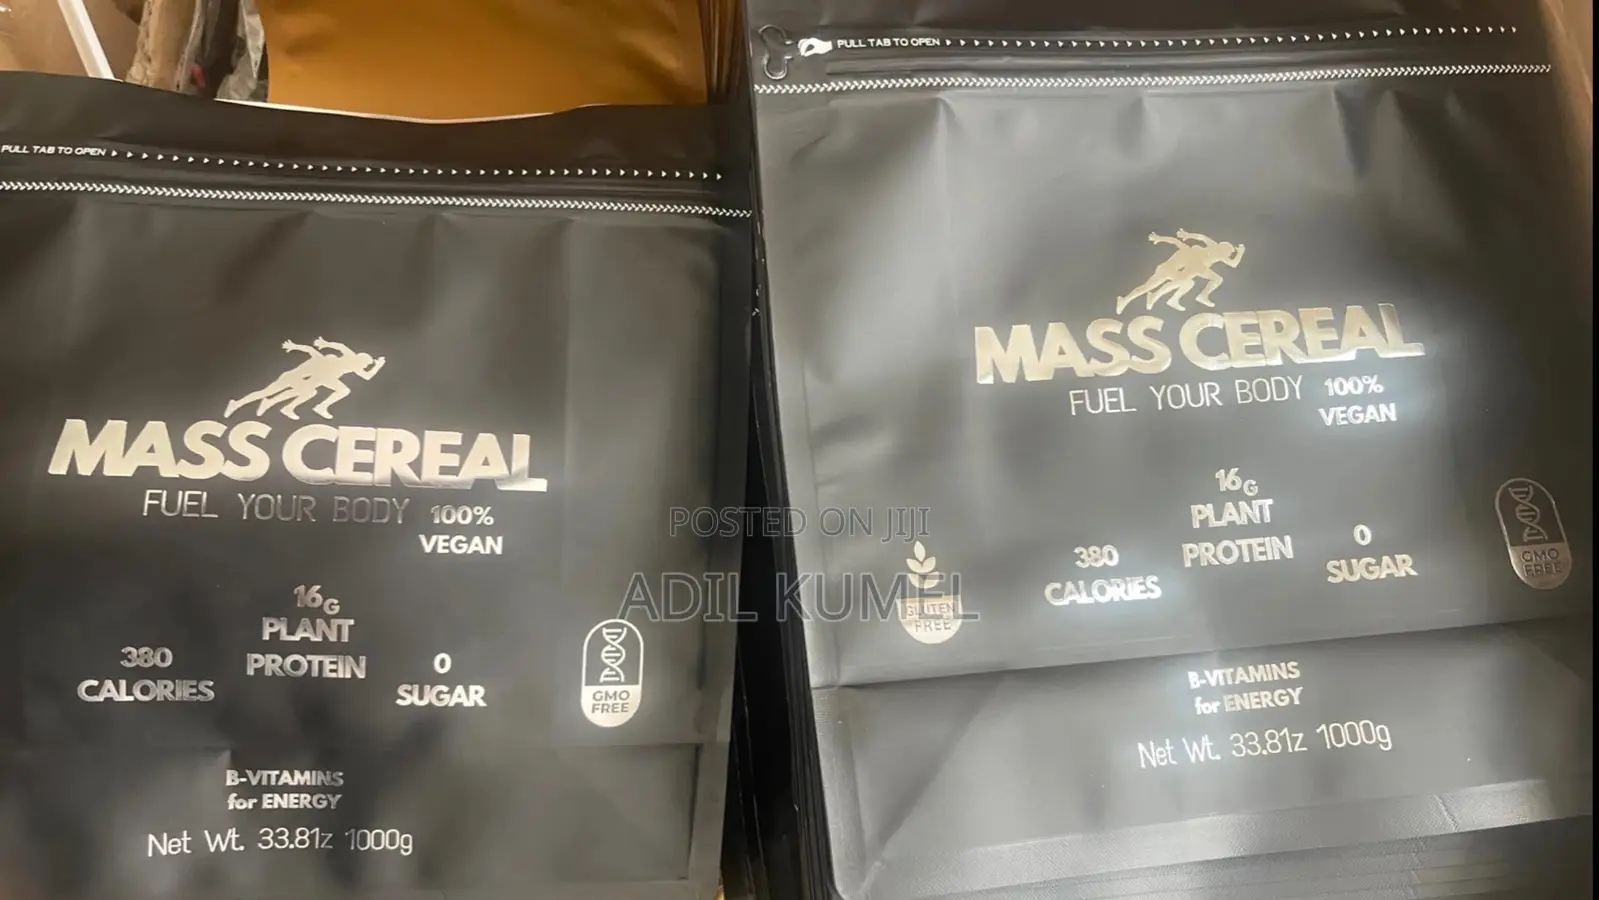 PULL TAB TO OPEN
MASS CEREAL
FUEL YOUR BODY 100%
VEGAN
16G
PLANT
PROTEIN
380
CALORIES
0
SUGAR
GMO
FREE
B-VITAMINS
for ENERGY
Net Wt. 33.81z 1000g
PULL TAB TO OPEN
MASS CEREAL
FUEL YOUR BODY 100%
VEGAN
16G
PLANT
PROTEIN
380
CALORIES
0
SUGAR
GLUTEN
FREE
GMO
FREE
B-VITAMINS
for ENERGY
Net Wt. 33.81z 1000g
POSTED ON JIJI
ADIL KUMEL